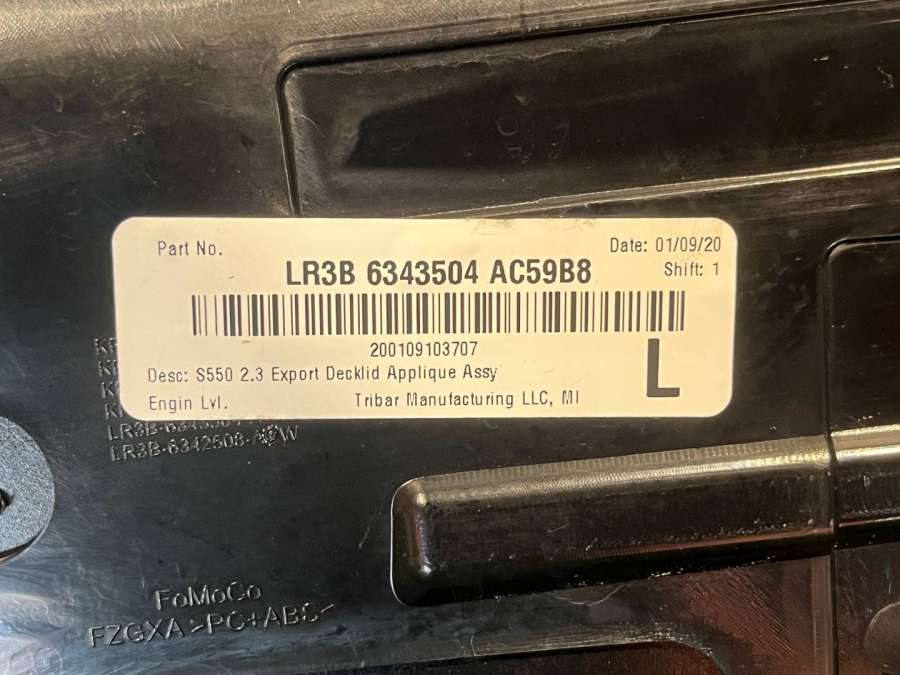 Part No.
Date: 01/09/20
LR3B 6343504 AC59B8
Shift: 1
200109103707
Desc: S550 2.3 Export Decklid Applique Assy
L
Engin Lvl.
Tribar Manufacturing LLC, MI
FoMoCo
FZGXA >PC+ABS<